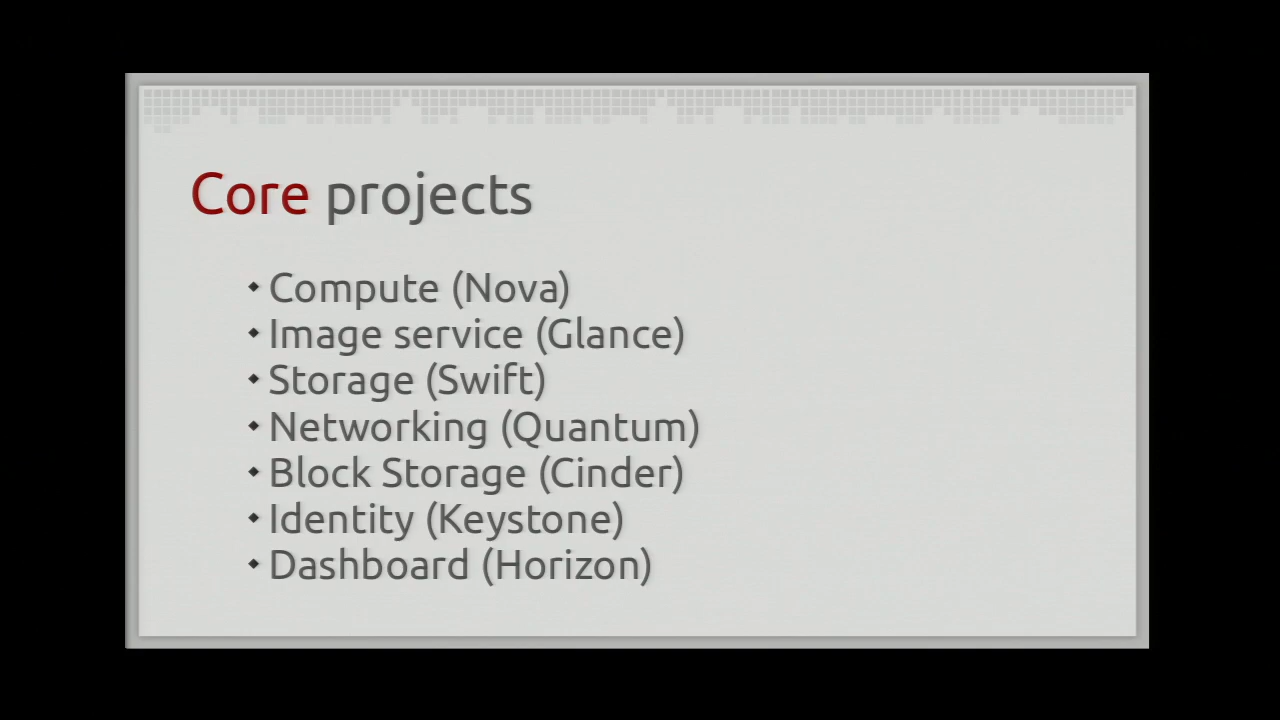 Core projects
Compute (Nova)
Image service (Glance)
Storage (Swift)
Networking (Quantum)
Block Storage (Cinder)
Identity (Keystone)
Dashboard (Horizon)